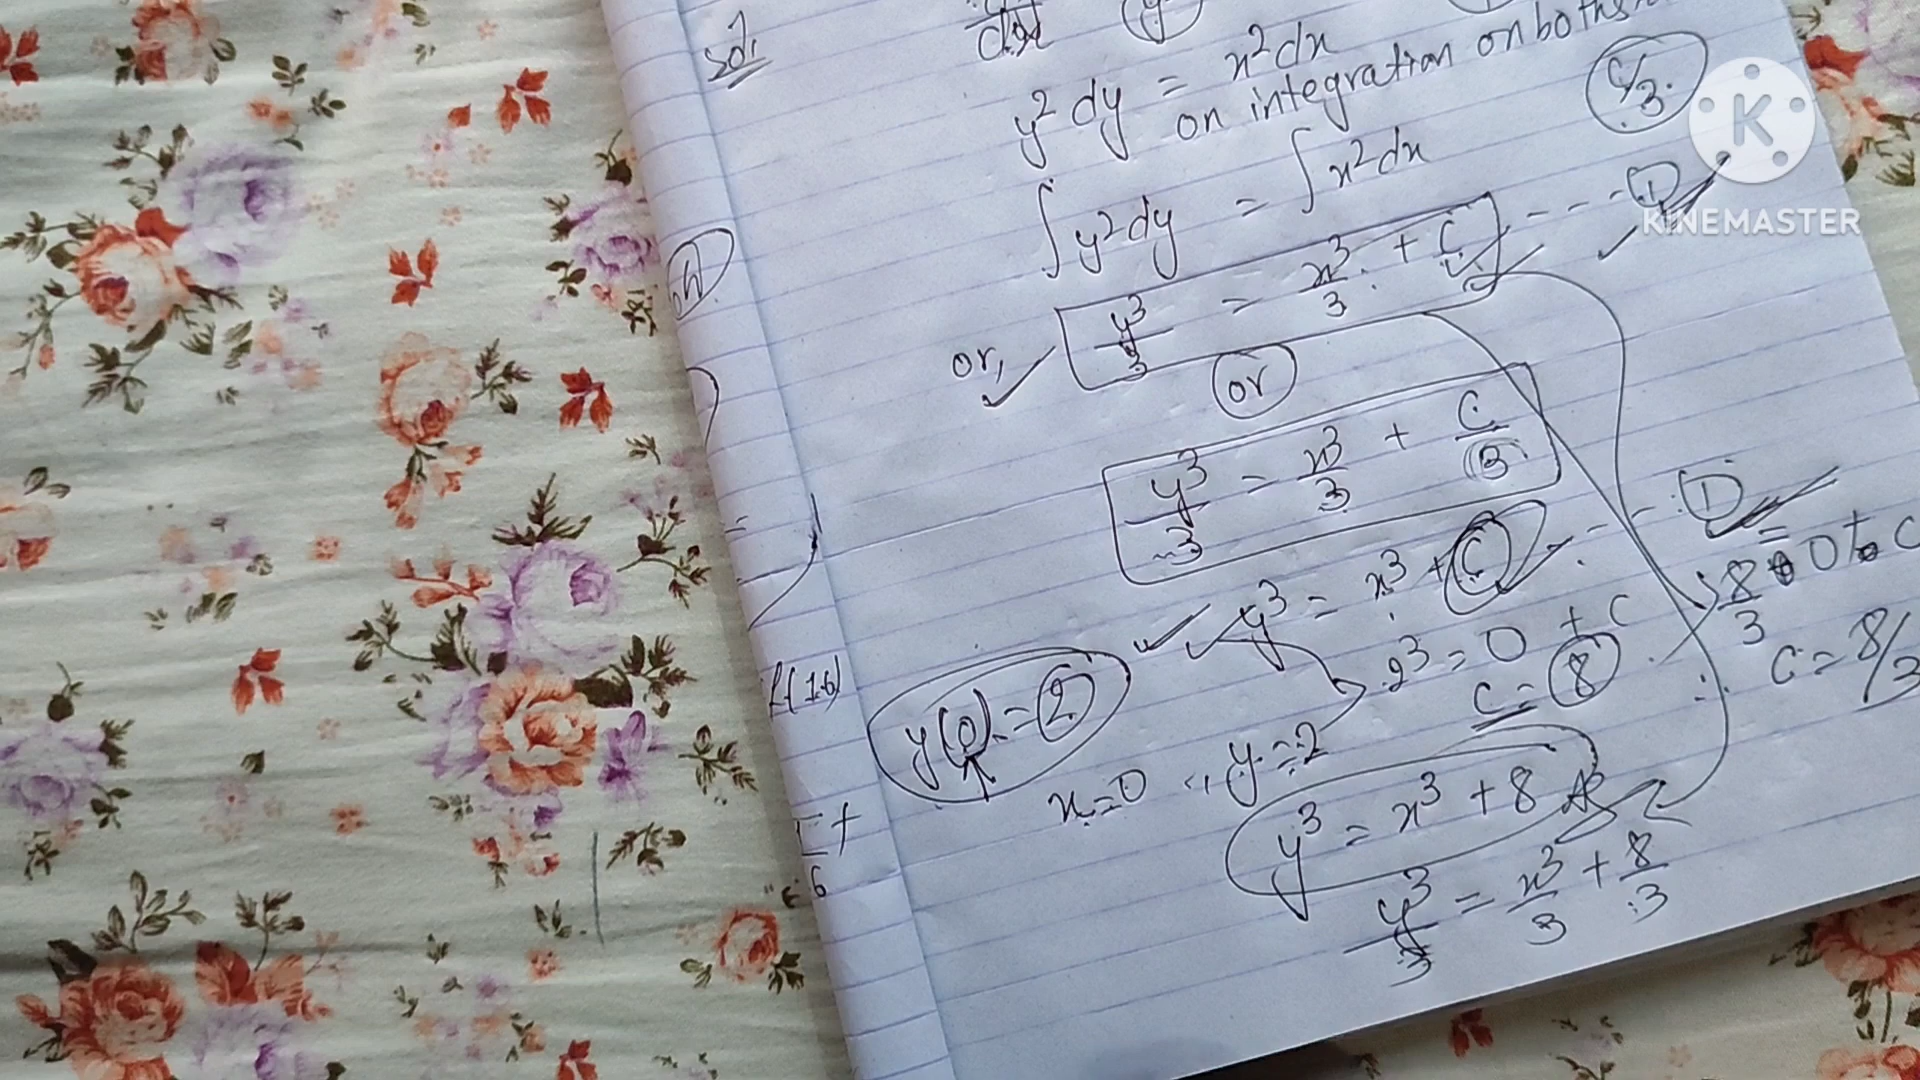 Sol.
dx y
y² dy = x² dx
on integration on both
c/3.
K
KINEMASTER
∫ y² dy = ∫ x² dx
or, y³/3 = x³/3 + c - - - (1)
or
y³/3 = x³/3 + c/3
y³ = x³ + c - - - (1)
8/3 = 0 + c
c = 8/3
2³ = 0 + c
c = 8
y(0) = 2
x = 0 , y = 2
y³ = x³ + 8
y³/3 = x³/3 + 8/3
6